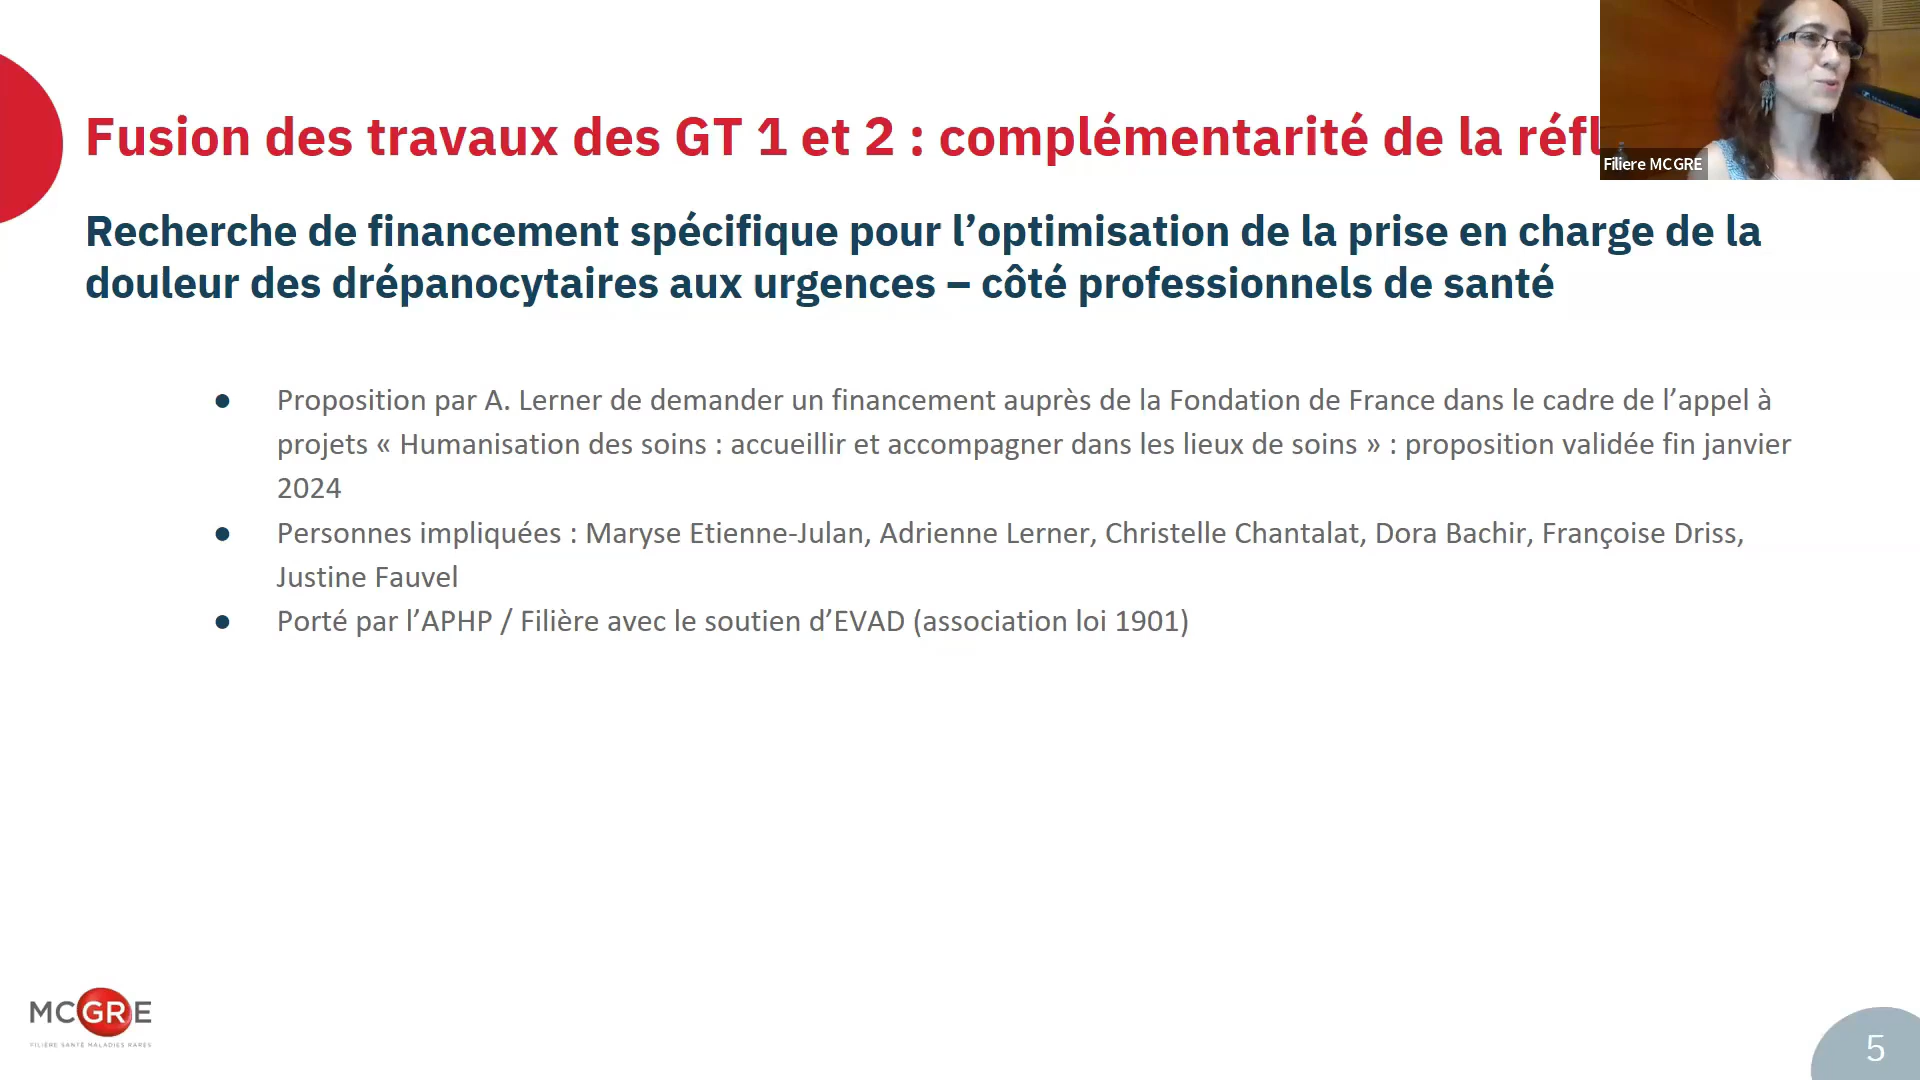 Fusion des travaux des GT 1 et 2 : complémentarité de la réfl
Filiere MCGRE
Recherche de financement spécifique pour l’optimisation de la prise en charge de la
douleur des drépanocytaires aux urgences – côté professionnels de santé
● Proposition par A. Lerner de demander un financement auprès de la Fondation de France dans le cadre de l’appel à
projets « Humanisation des soins : accueillir et accompagner dans les lieux de soins » : proposition validée fin janvier
2024
● Personnes impliquées : Maryse Etienne-Julan, Adrienne Lerner, Christelle Chantalat, Dora Bachir, Françoise Driss,
Justine Fauvel
● Porté par l’APHP / Filière avec le soutien d’EVAD (association loi 1901)
MCGRE
FILIÈRE SANTÉ MALADIES RARES
5